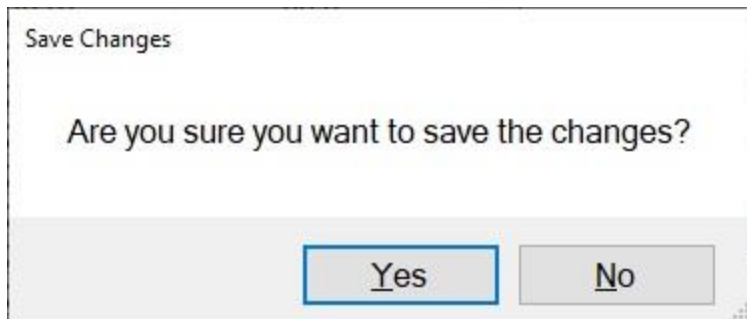 Save Changes
Are you sure you want to save the changes?
Yes
No